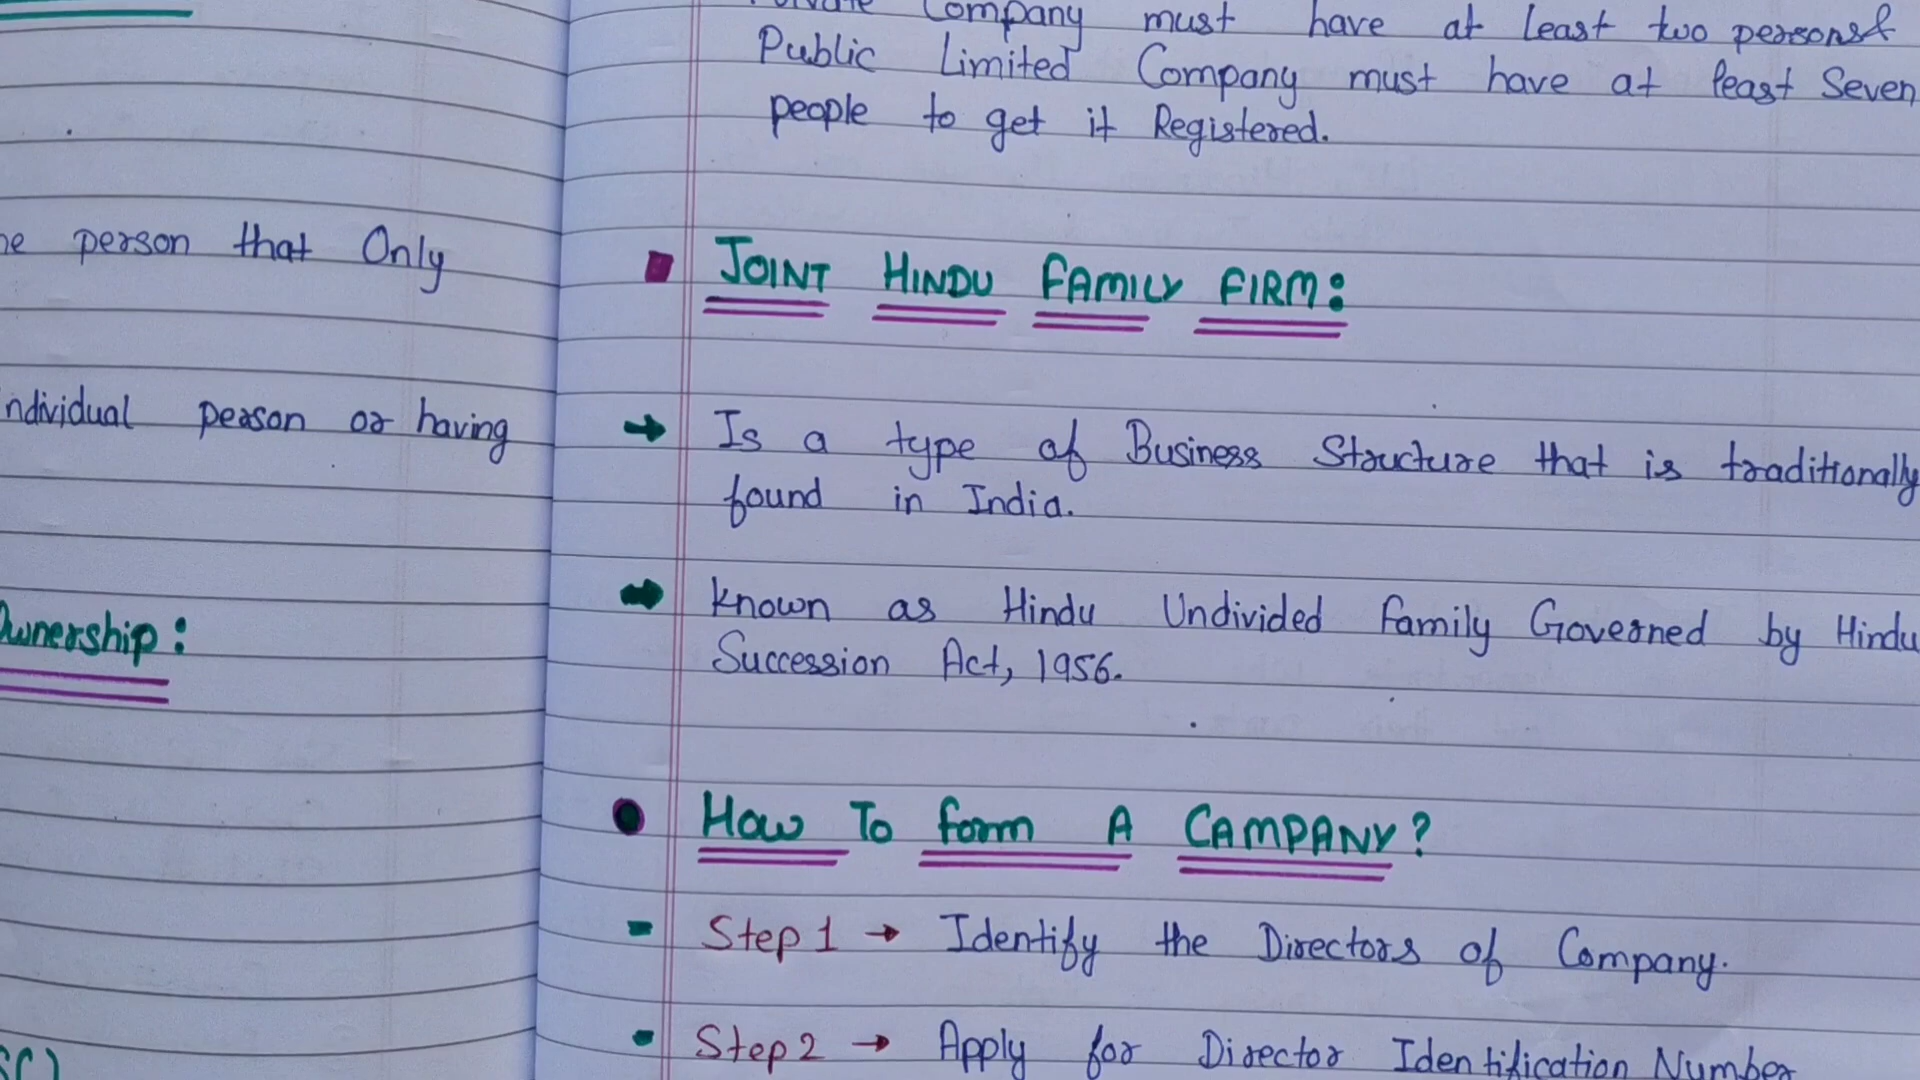 he person that Only
individual person or having
Ownership:
Company must have at least two persons &
Public Limited Company must have at least Seven
people to get it Registered.
JOINT HINDU FAMILY FIRM:
Is a type of Business Structure that is traditionally
found in India.
known as Hindu Undivided Family Governed by Hindu
Succession Act, 1956.
HOW TO form A CAMPANY?
Step 1 → Identify the Directors of Company.
Step 2 → Apply for Director Identification Number